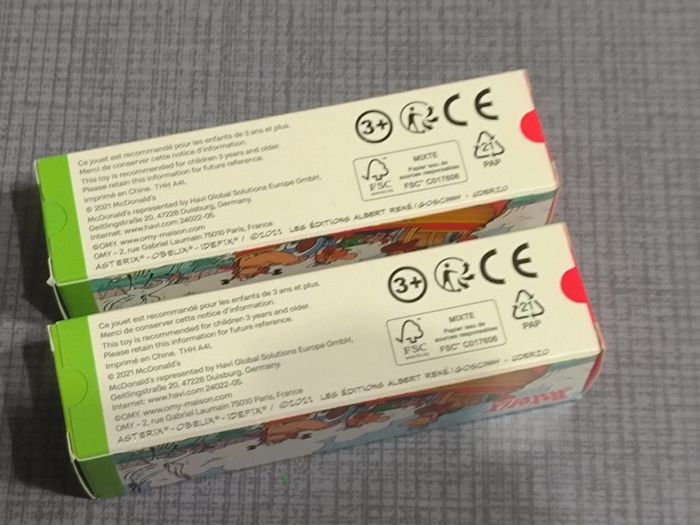 Ce jouet est recommandé pour les enfants de 3 ans et plus.
Merci de conserver cette notice d'information.
This toy is recommended for children 3 years and older.
Please retain this information for future reference.
Imprimé en Chine. THH A4L
© 2021 McDonald's
McDonald's represented by Havi Global Solutions Europe GmbH,
Geitlingstraße 20, 47228 Duisburg, Germany.
Internet: www.havi.com 24022-05.
©OMY. www.omy-maison.com
OMY – 2, rue Gabriel Laumain 75010 Paris, France
ASTERIX® - OBELIX® - IDEFIX® / ©2021 LES ÉDITIONS ALBERT RENÉ / GOSCINNY - UDERZO
3+
CE
FSC
MIXTE
Papier issu de
sources responsables
FSC™ C017606
21
PAP
Ce jouet est recommandé pour les enfants de 3 ans et plus.
Merci de conserver cette notice d'information.
This toy is recommended for children 3 years and older.
Please retain this information for future reference.
Imprimé en Chine. THH A4L
© 2021 McDonald's
McDonald's represented by Havi Global Solutions Europe GmbH,
Geitlingstraße 20, 47228 Duisburg, Germany.
Internet: www.havi.com 24022-05.
©OMY. www.omy-maison.com
OMY – 2, rue Gabriel Laumain 75010 Paris, France
ASTERIX® - OBELIX® - IDEFIX® / ©2021 LES ÉDITIONS ALBERT RENÉ / GOSCINNY - UDERZO
3+
CE
FSC
MIXTE
Papier issu de
sources responsables
FSC™ C017606
21
PAP
Asterix